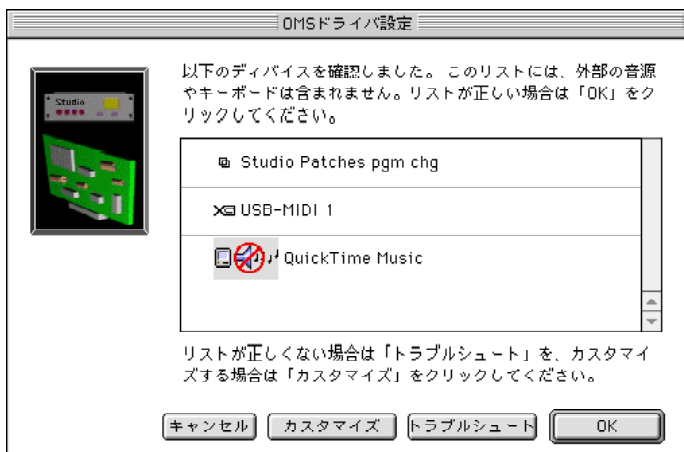 OMSドライバ設定
Studio
以下のディバイスを確認しました。このリストには、外部の音源
やキーボードは含まれません。リストが正しい場合は「OK」をク
リックしてください。
Studio Patches pgm chg
USB-MIDI 1
QuickTime Music
リストが正しくない場合は「トラブルシュート」を、カスタマイ
ズする場合は「カスタマイズ」をクリックしてください。
キャンセル
カスタマイズ
トラブルシュート
OK